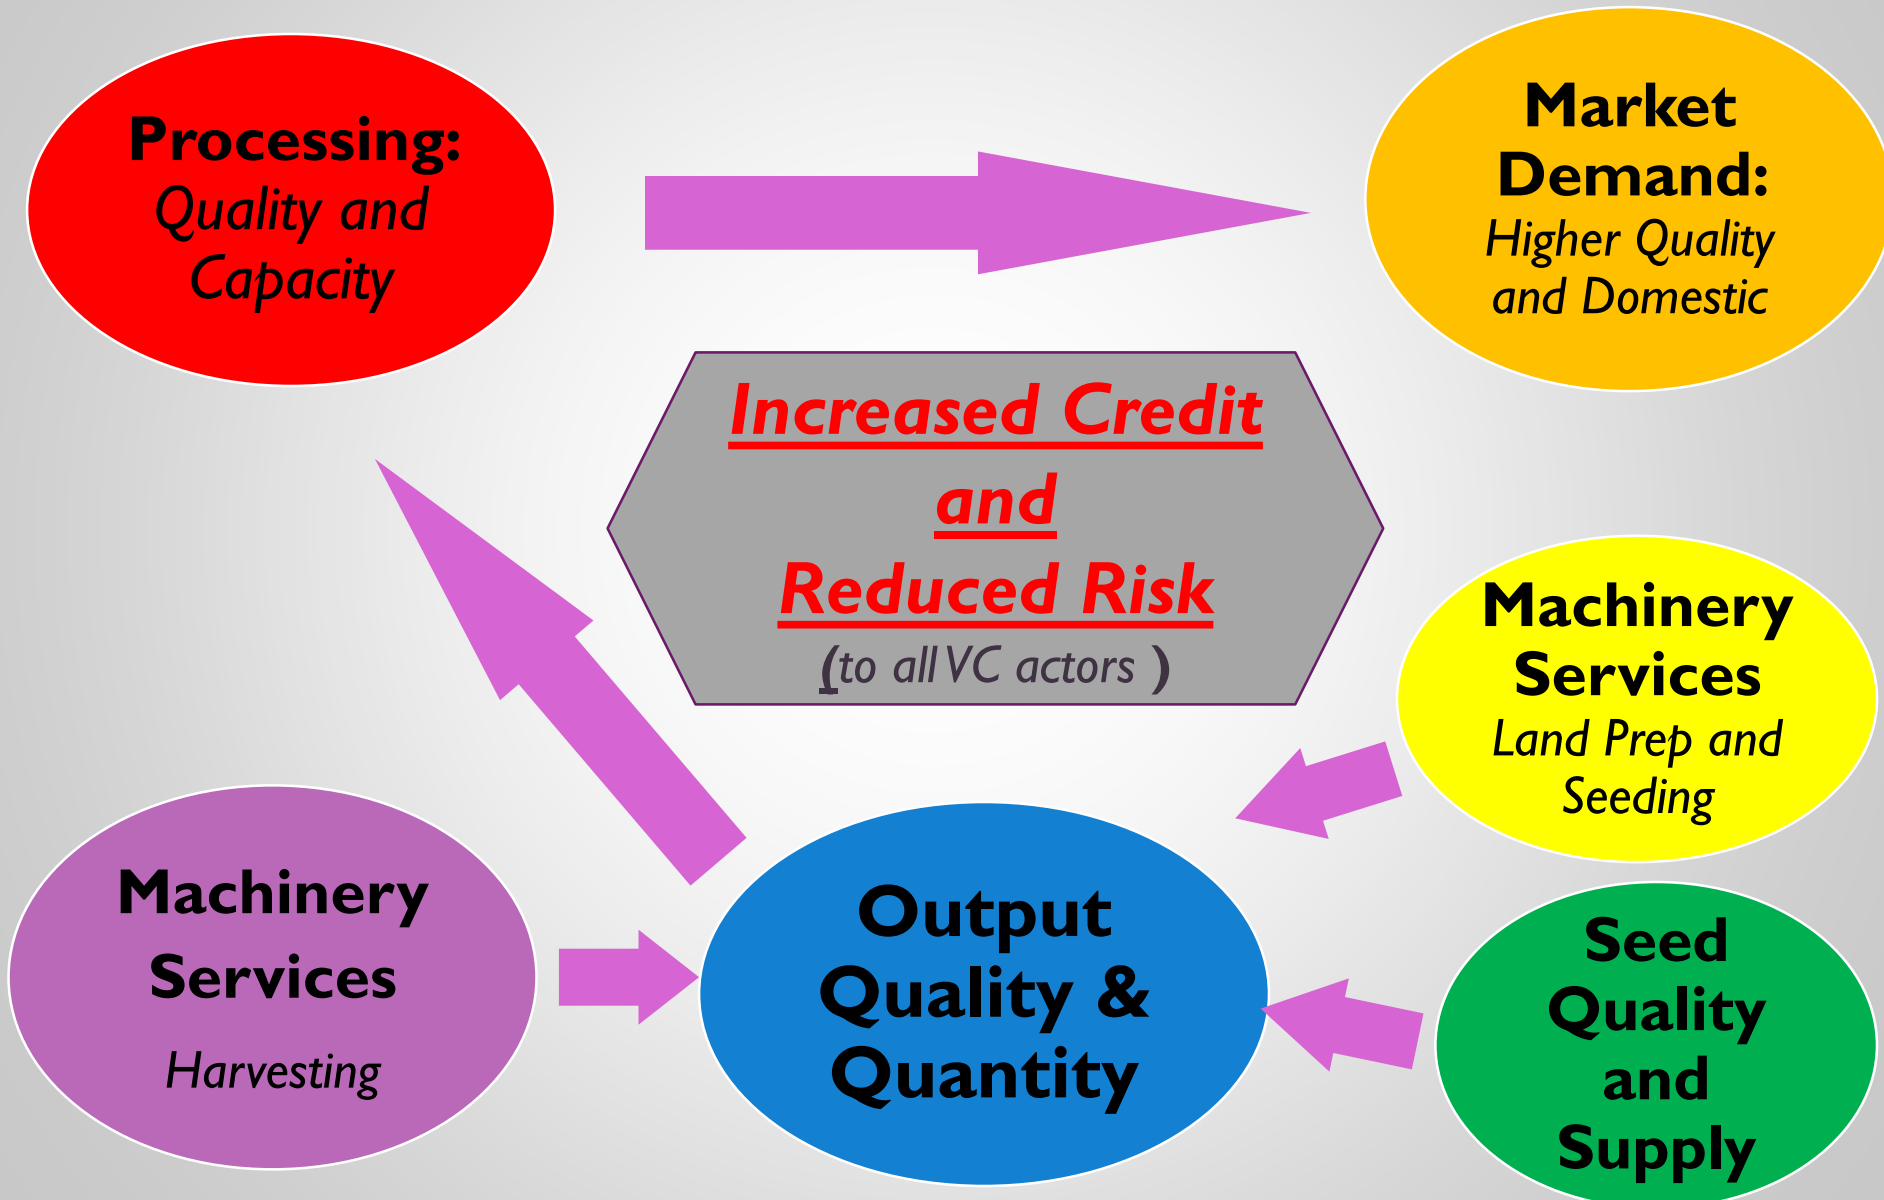 Processing:
Quality and
Capacity
Market
Demand:
Higher Quality
and Domestic
Increased Credit
and
Reduced Risk
(to all VC actors )
Machinery
Services
Land Prep and
Seeding
Machinery
Services
Harvesting
Output
Quality &
Quantity
Seed
Quality
and
Supply